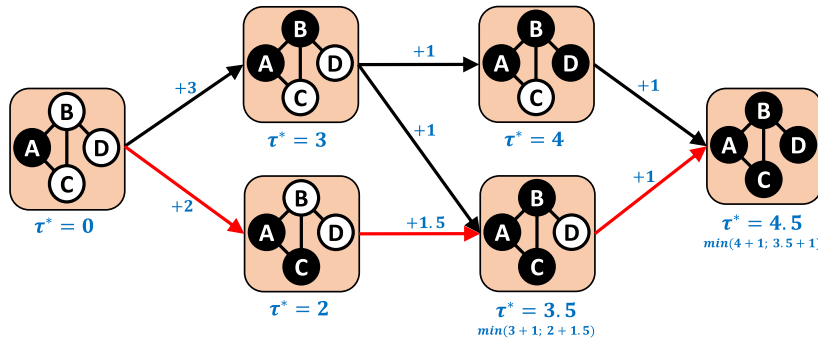 B
A
D
C
τ* = 0
+3
+2
B
A
D
C
τ* = 3
B
A
D
C
τ* = 2
+1
+1
+1.5
B
A
D
C
τ* = 4
B
A
D
C
τ* = 3.5
min(3 + 1; 2 + 1.5)
+1
+1
B
A
D
C
τ* = 4.5
min(4 + 1; 3.5 + 1)